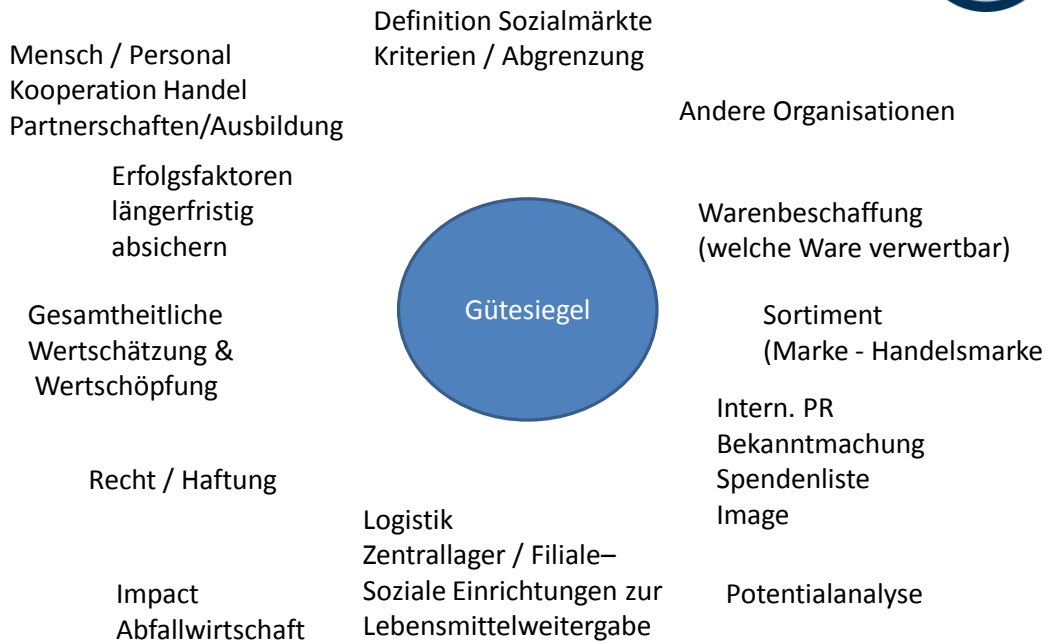 Definition Sozialmärkte
Kriterien / Abgrenzung
Mensch / Personal
Kooperation Handel
Partnerschaften/Ausbildung
Andere Organisationen
Erfolgsfaktoren
längerfristig
absichern
Warenbeschaffung
(welche Ware verwertbar)
Gütesiegel
Gesamtheitliche
Wertschätzung &
Wertschöpfung
Sortiment
(Marke - Handelsmarke
Intern. PR
Bekanntmachung
Spendenliste
Image
Recht / Haftung
Logistik
Zentrallager / Filiale–
Soziale Einrichtungen zur
Lebensmittelweitergabe
Impact
Abfallwirtschaft
Potentialanalyse